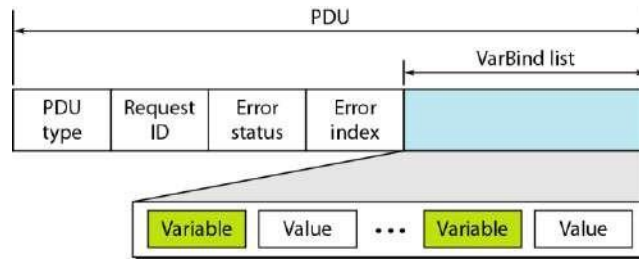 PDU
VarBind list
PDU type
Request ID
Error status
Error index
Variable Value ••• Variable Value